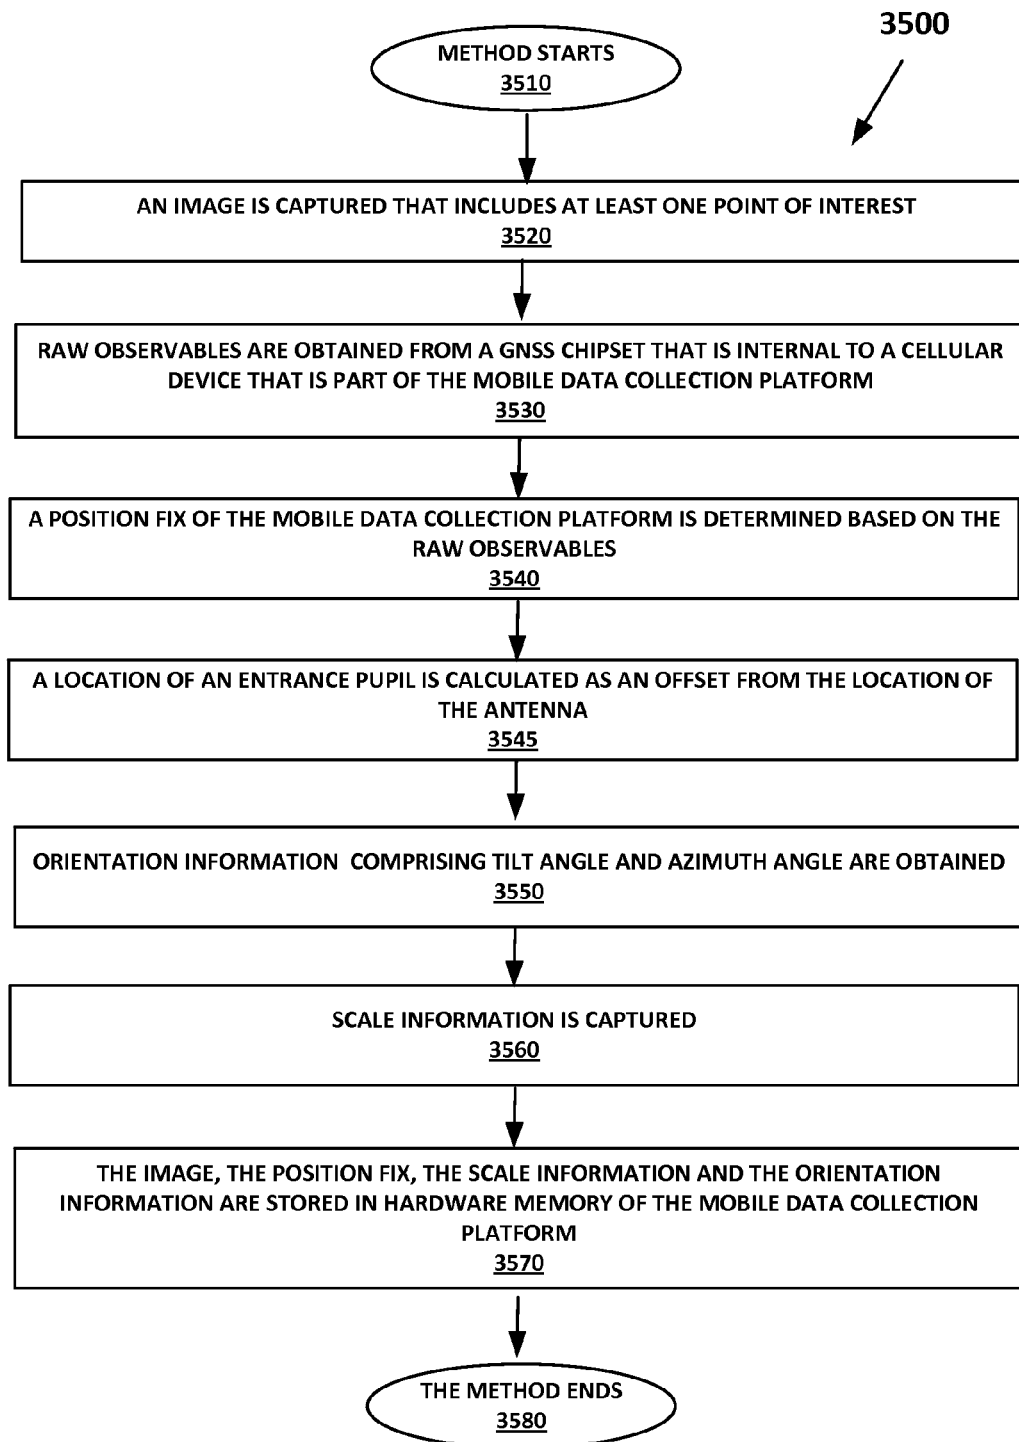 3500
METHOD STARTS
3510
AN IMAGE IS CAPTURED THAT INCLUDES AT LEAST ONE POINT OF INTEREST
3520
RAW OBSERVABLES ARE OBTAINED FROM A GNSS CHIPSET THAT IS INTERNAL TO A CELLULAR
DEVICE THAT IS PART OF THE MOBILE DATA COLLECTION PLATFORM
3530
A POSITION FIX OF THE MOBILE DATA COLLECTION PLATFORM IS DETERMINED BASED ON THE
RAW OBSERVABLES
3540
A LOCATION OF AN ENTRANCE PUPIL IS CALCULATED AS AN OFFSET FROM THE LOCATION OF
THE ANTENNA
3545
ORIENTATION INFORMATION COMPRISING TILT ANGLE AND AZIMUTH ANGLE ARE OBTAINED
3550
SCALE INFORMATION IS CAPTURED
3560
THE IMAGE, THE POSITION FIX, THE SCALE INFORMATION AND THE ORIENTATION
INFORMATION ARE STORED IN HARDWARE MEMORY OF THE MOBILE DATA COLLECTION
PLATFORM
3570
THE METHOD ENDS
3580